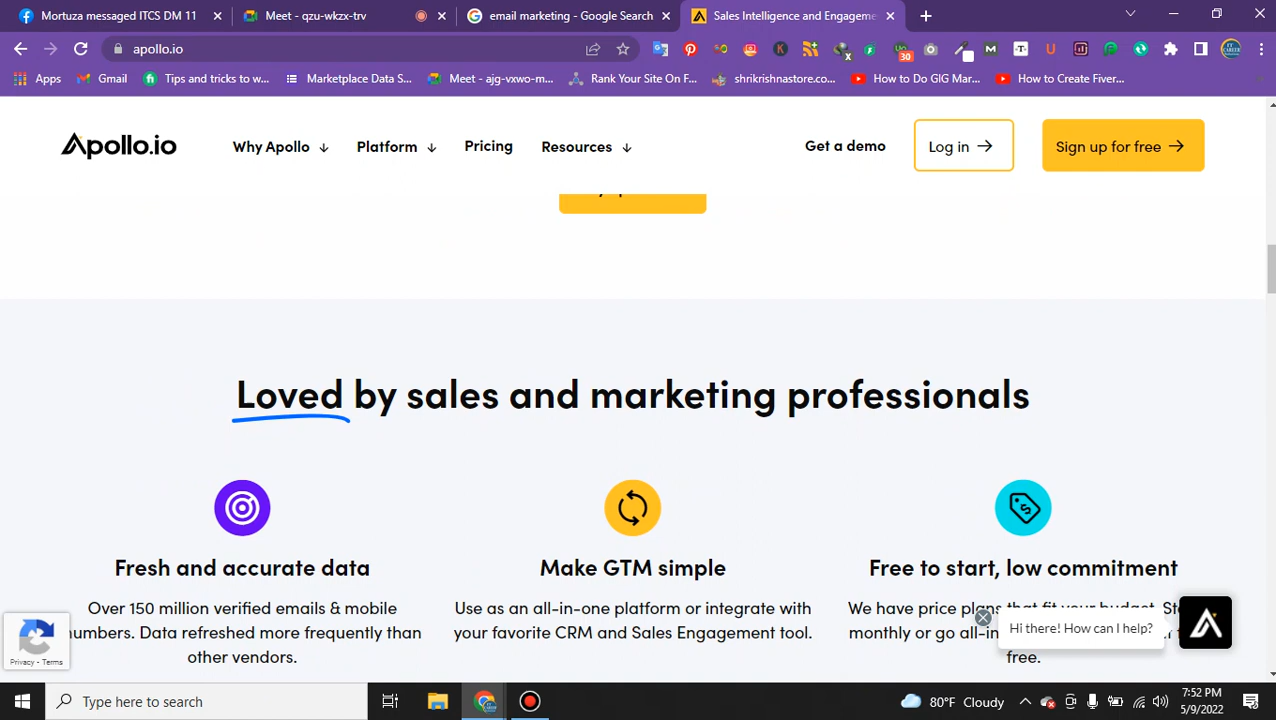 Mortuza messaged ITCS DM 11
Meet - qzu-wkzx-trv
email marketing - Google Search
Sales Intelligence and Engageme
apollo.io
30
Apps
Gmail
Tips and tricks to w...
Marketplace Data S...
Meet - ajg-vxwo-m...
Rank Your Site On F...
shrikrishnastore.co...
How to Do GIG Mar...
How to Create Fiver...
Apollo.io
Why Apollo
Platform
Pricing
Resources
Get a demo
Log in
Sign up for free
Loved by sales and marketing professionals
Fresh and accurate data
Over 150 million verified emails & mobile
numbers. Data refreshed more frequently than
other vendors.
Make GTM simple
Use as an all-in-one platform or integrate with
your favorite CRM and Sales Engagement tool.
Free to start, low commitment
We have price plans that fit your budget.
monthly or go all-in
free.
Hi there! How can I help?
Privacy - Terms
Type here to search
80°F Cloudy
7:52 PM
5/9/2022